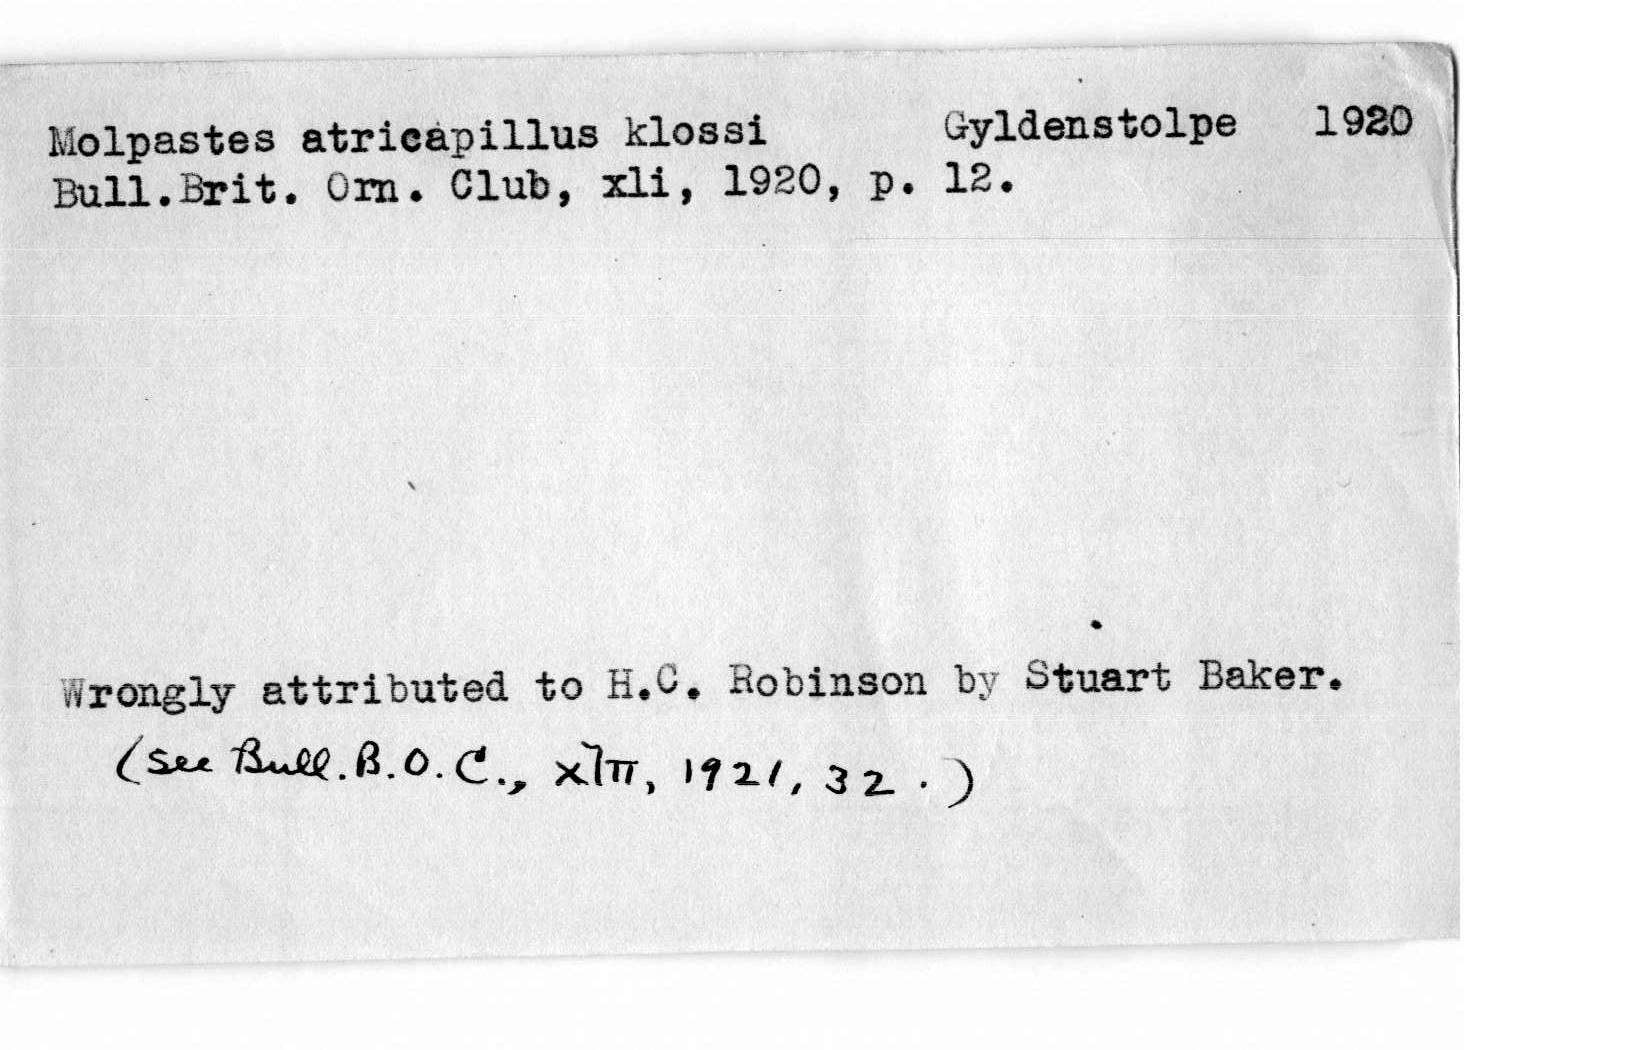 Molpastes atricapillus klossi Gyldenstolpe 1920
Bull.Brit. Orn. Club, xli, 1920, p. 12.
Wrongly attributed to H.C. Robinson by Stuart Baker.
(see Bull. B.O.C., xlii, 1921, 32.)